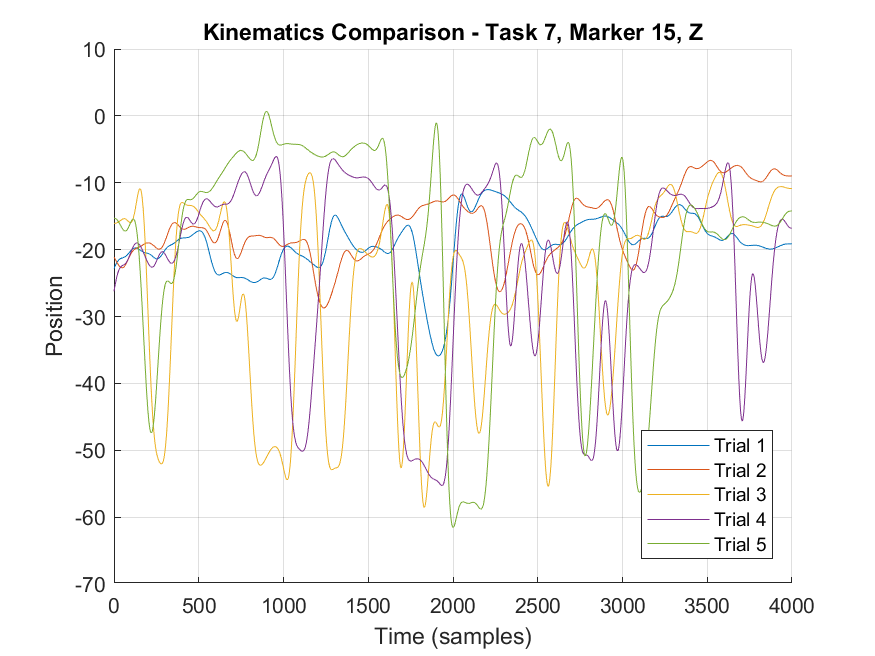 Kinematics Comparison - Task 7, Marker 15, Z
10
0
-10
-20
-30
-40
-50
-60
-70
Position
0 500 1000 1500 2000 2500 3000 3500 4000
Time (samples)
Trial 1
Trial 2
Trial 3
Trial 4
Trial 5